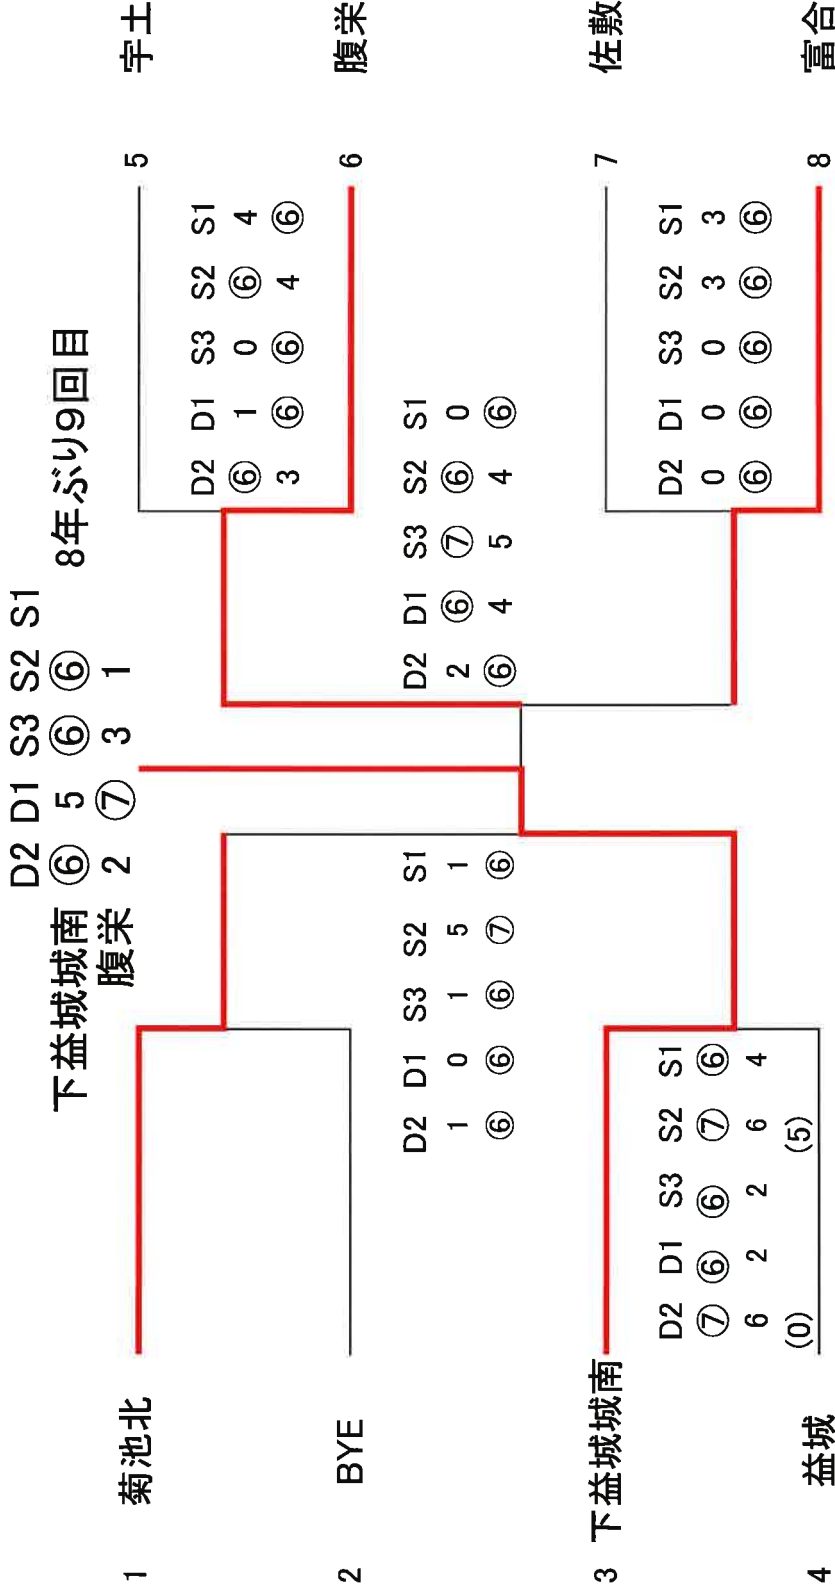 D2 D1 S3 S2 S1
下益城城南 ⑥ 5 ⑥ ⑥ 8年ぶり9回目
腹栄 2 ⑦ 3 1
1 菊池北 5 宇土
D2 D1 S3 S2 S1
⑥ 1 0 ⑥ 4
3 ⑥ ⑥ 4 ⑥
2 BYE 6 腹栄
D2 D1 S3 S2 S1 D2 D1 S3 S2 S1
1 0 1 5 1 2 ⑥ ⑦ ⑥ 0
⑥ ⑥ ⑥ ⑦ ⑥ ⑥ 4 5 4 ⑥
3 下益城城南 7 佐敷
D2 D1 S3 S2 S1 D2 D1 S3 S2 S1
⑦ ⑥ ⑥ ⑦ ⑥ 0 0 0 3 3
6 2 2 6 4 ⑥ ⑥ ⑥ ⑥ ⑥
(0) (5)
4 益城 8 富合